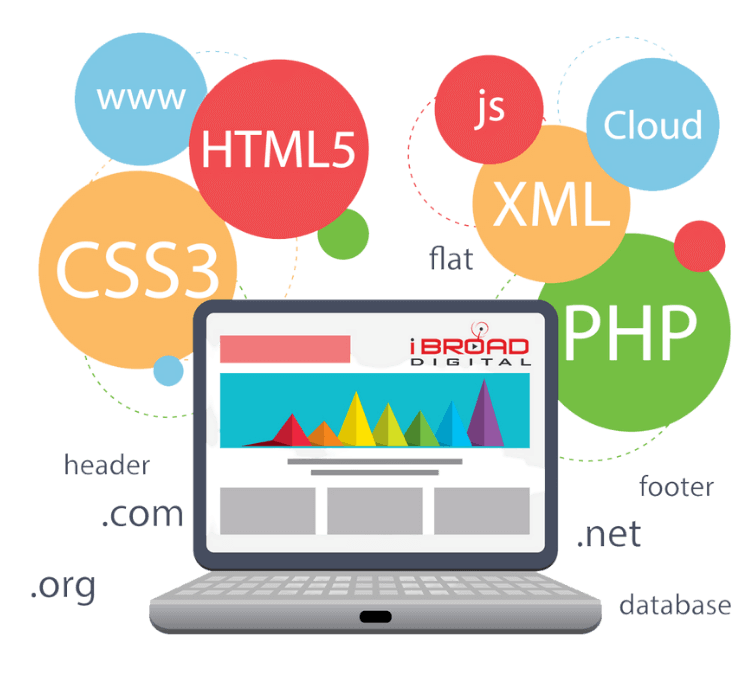 www
HTML5
js
Cloud
XML
CSS3
flat
PHP
iBROAD
DIGITAL
header
footer
.com
.net
.org
database